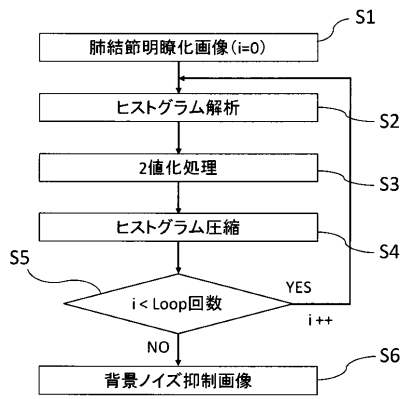 S1
肺結節明瞭化画像(i=0)
ヒストグラム解析
S2
2値化処理
S3
ヒストグラム圧縮
S4
S5
i < Loop回数
YES
i ++
NO
S6
背景ノイズ抑制画像